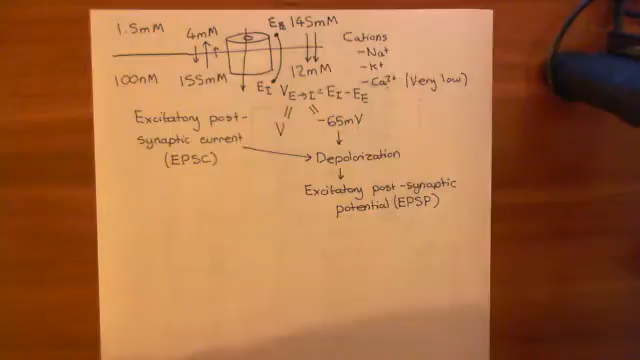 1.5mM 4mM E_E 145mM
100nM 155mM 12mM
E_I V_E→I = E_I - E_E
Cations
- Na⁺
- K⁺
- Ca²⁺ (Very low)
V -65mV
Excitatory post-
synaptic current
(EPSC)
Depolorization
Excitatory post-synaptic
potential (EPSP)